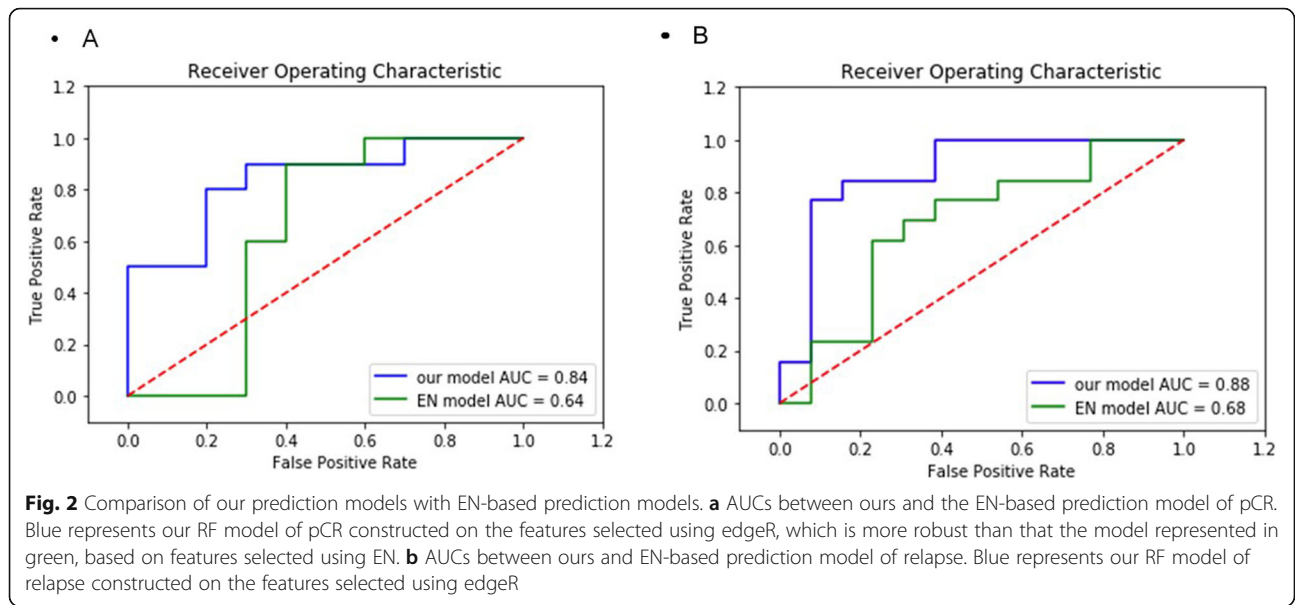 • A
Receiver Operating Characteristic
1.2
1.0
0.8
0.6
0.4
0.2
0.0
True Positive Rate
0.0 0.2 0.4 0.6 0.8 1.0 1.2
False Positive Rate
our model AUC = 0.84
EN model AUC = 0.64
• B
Receiver Operating Characteristic
1.2
1.0
0.8
0.6
0.4
0.2
0.0
True Positive Rate
0.0 0.2 0.4 0.6 0.8 1.0 1.2
False Positive Rate
our model AUC = 0.88
EN model AUC = 0.68
Fig. 2 Comparison of our prediction models with EN-based prediction models. a AUCs between ours and the EN-based prediction model of pCR.
Blue represents our RF model of pCR constructed on the features selected using edgeR, which is more robust than that the model represented in
green, based on features selected using EN. b AUCs between ours and EN-based prediction model of relapse. Blue represents our RF model of
relapse constructed on the features selected using edgeR